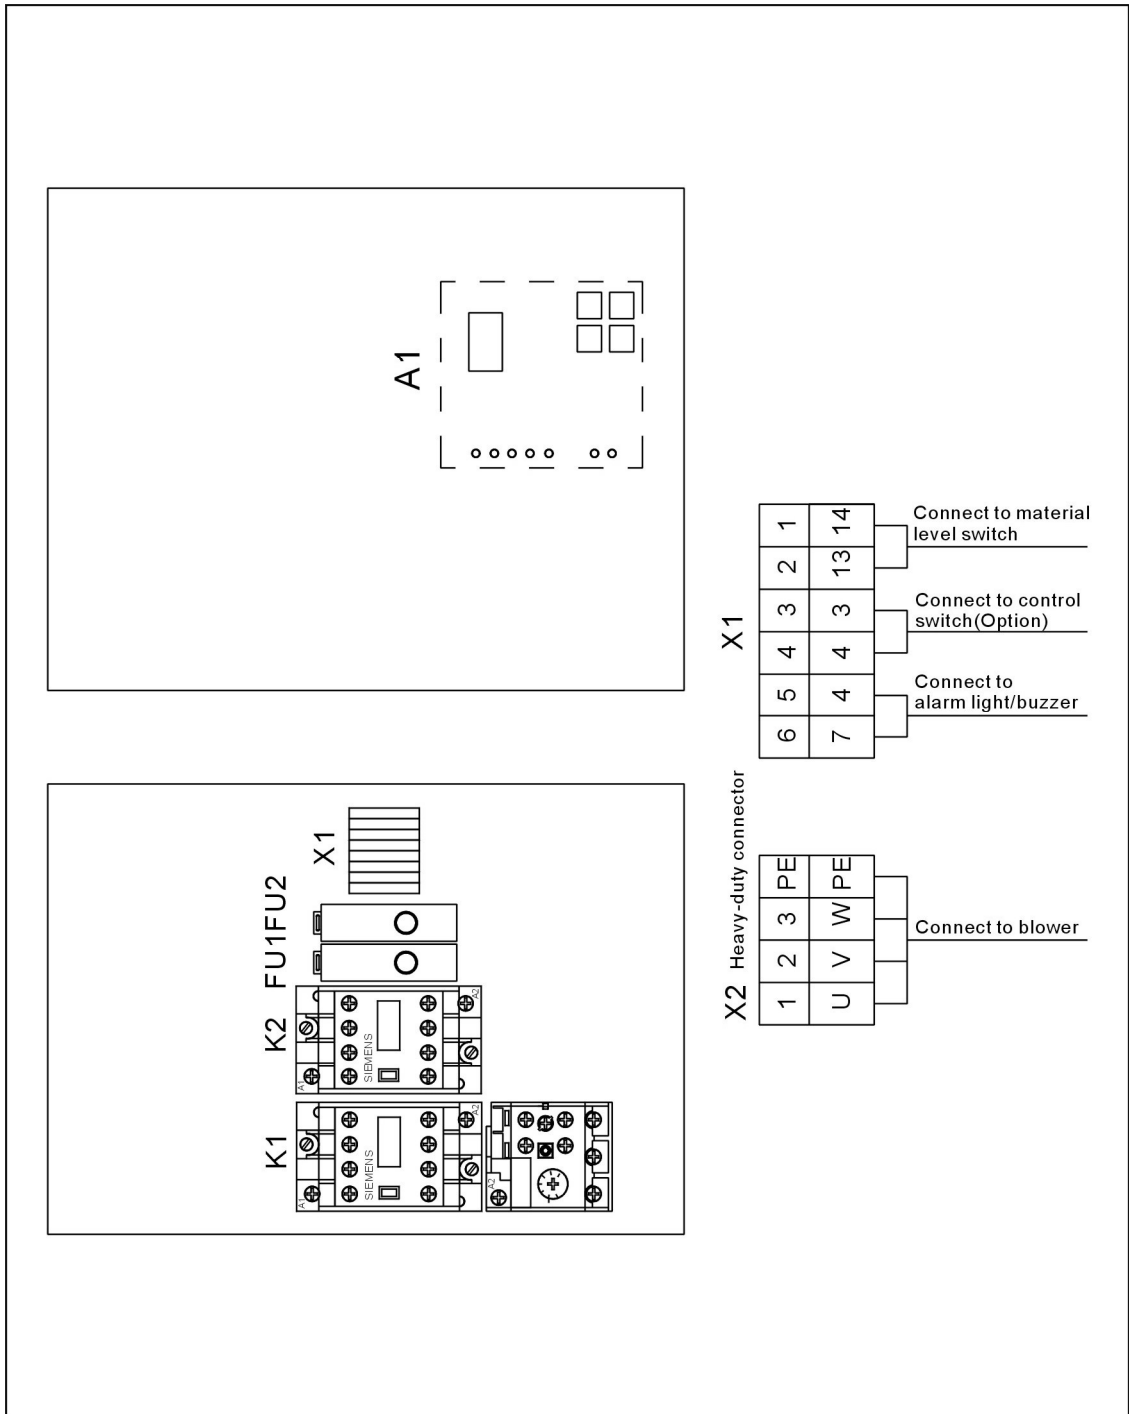 A1
X1
1 14
2 13
3 3
4 4
5 4
6 7
Connect to material
level switch
Connect to control
switch(Option)
Connect to
alarm light/buzzer
X2 Heavy-duty connector
PE PE
3 W
2 V
1 U
Connect to blower
X1
FU1FU2
K2
A1
A2
SIEMENS
K1
A1
A2
SIEMENS
A2